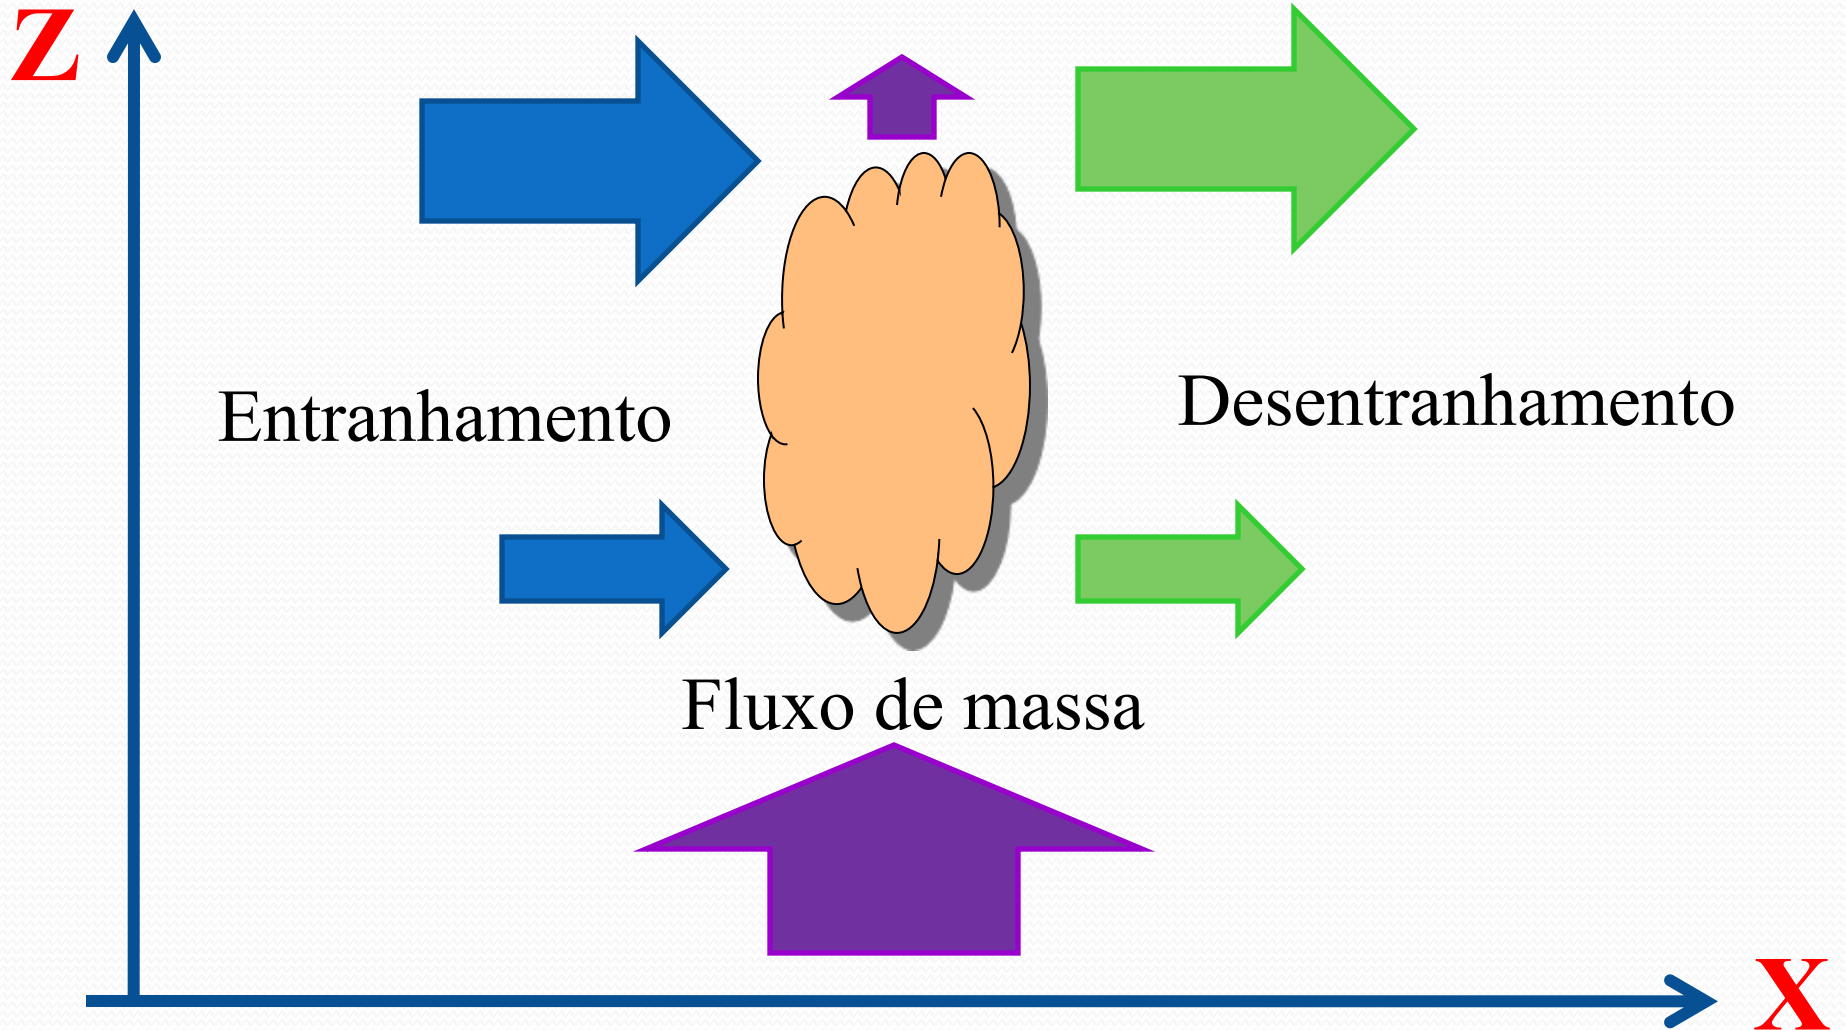 Z
Entranhamento
Desentranhamento
Fluxo de massa
X